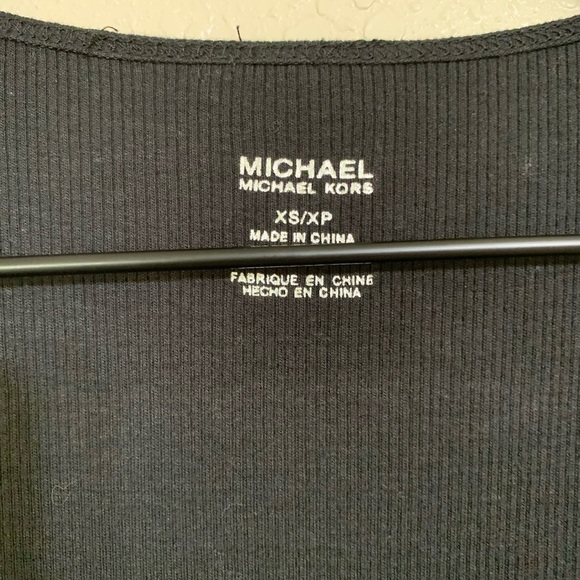 MICHAEL
MICHAEL KORS
XS/XP
MADE IN CHINA
FABRIQUE EN CHINE
HECHO EN CHINA